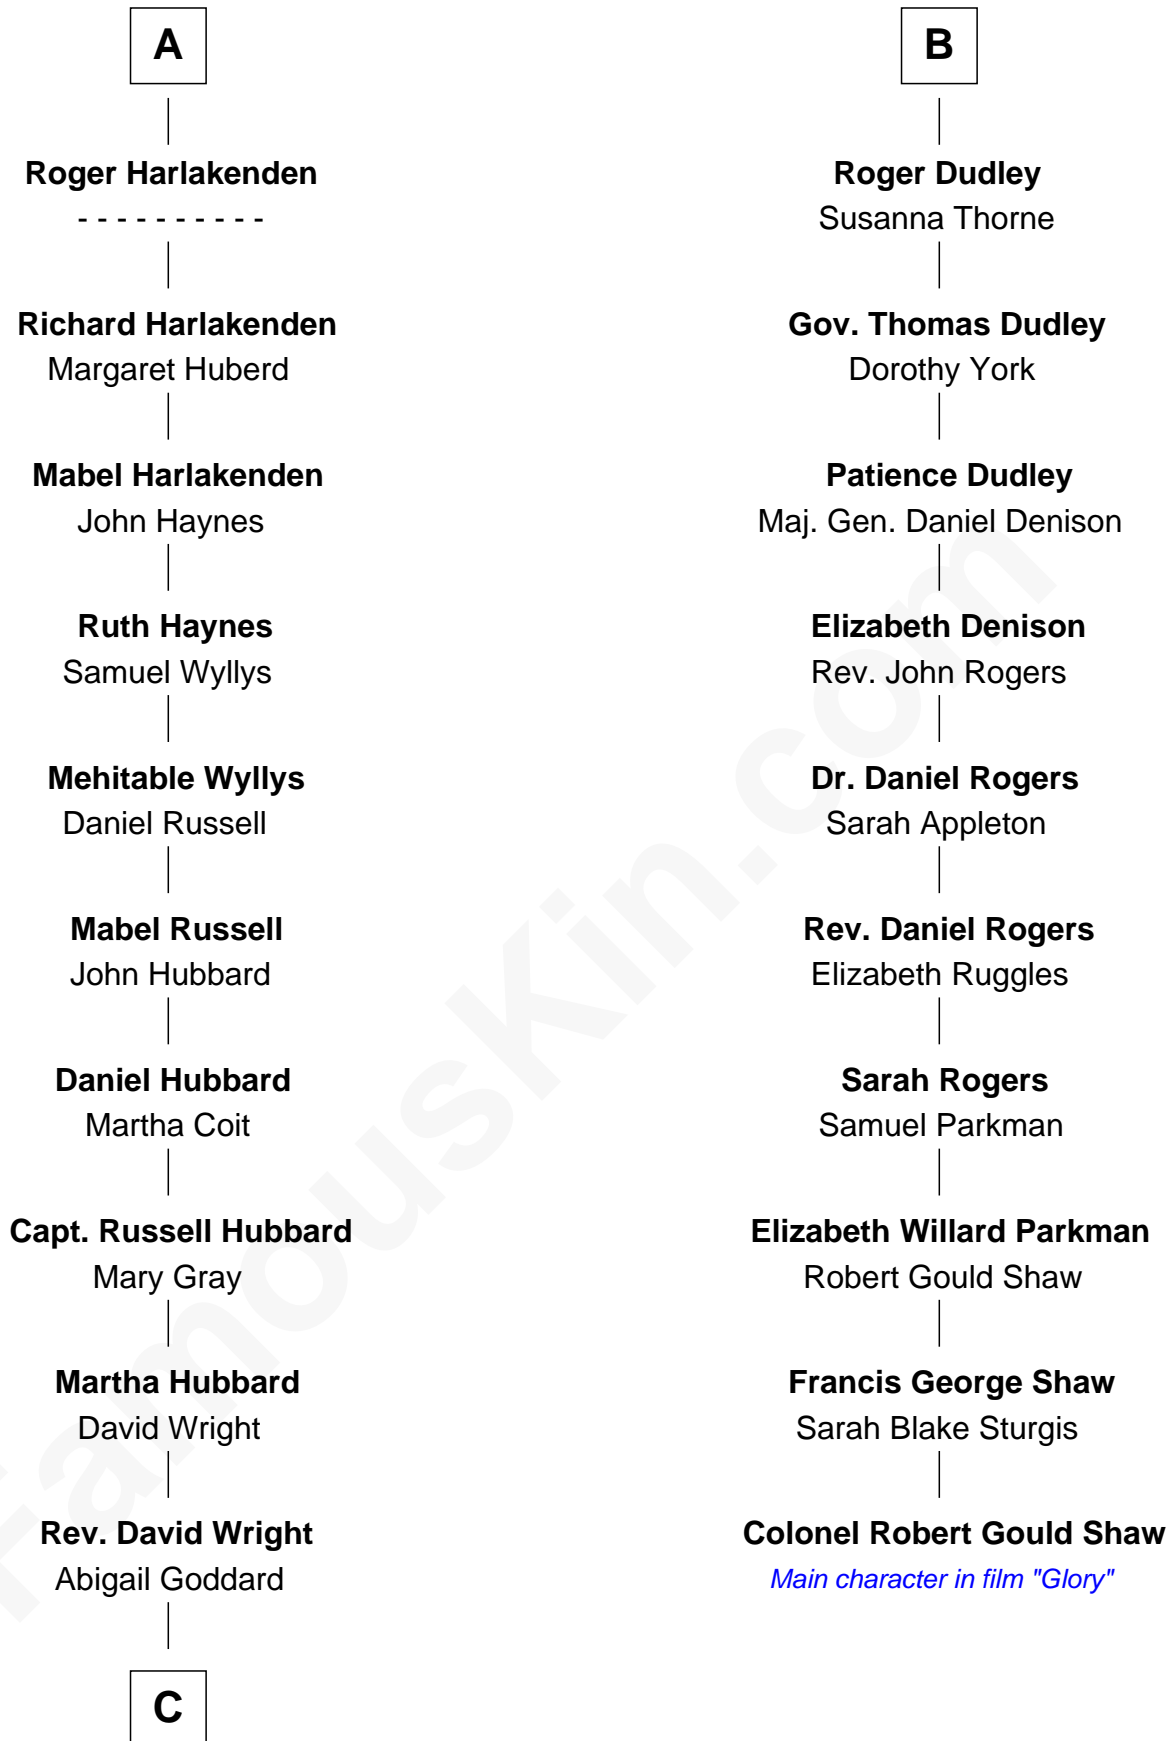 A
Roger Harlakenden
- - - - - - - - - -
Richard Harlakenden
Margaret Huberd
Mabel Harlakenden
John Haynes
Ruth Haynes
Samuel Wyllys
Mehitable Wyllys
Daniel Russell
Mabel Russell
John Hubbard
Daniel Hubbard
Martha Coit
Capt. Russell Hubbard
Mary Gray
Martha Hubbard
David Wright
Rev. David Wright
Abigail Goddard
C
B
Roger Dudley
Susanna Thorne
Gov. Thomas Dudley
Dorothy York
Patience Dudley
Maj. Gen. Daniel Denison
Elizabeth Denison
Rev. John Rogers
Dr. Daniel Rogers
Sarah Appleton
Rev. Daniel Rogers
Elizabeth Ruggles
Sarah Rogers
Samuel Parkman
Elizabeth Willard Parkman
Robert Gould Shaw
Francis George Shaw
Sarah Blake Sturgis
Colonel Robert Gould Shaw
Main character in film "Glory"
FamousKin.com